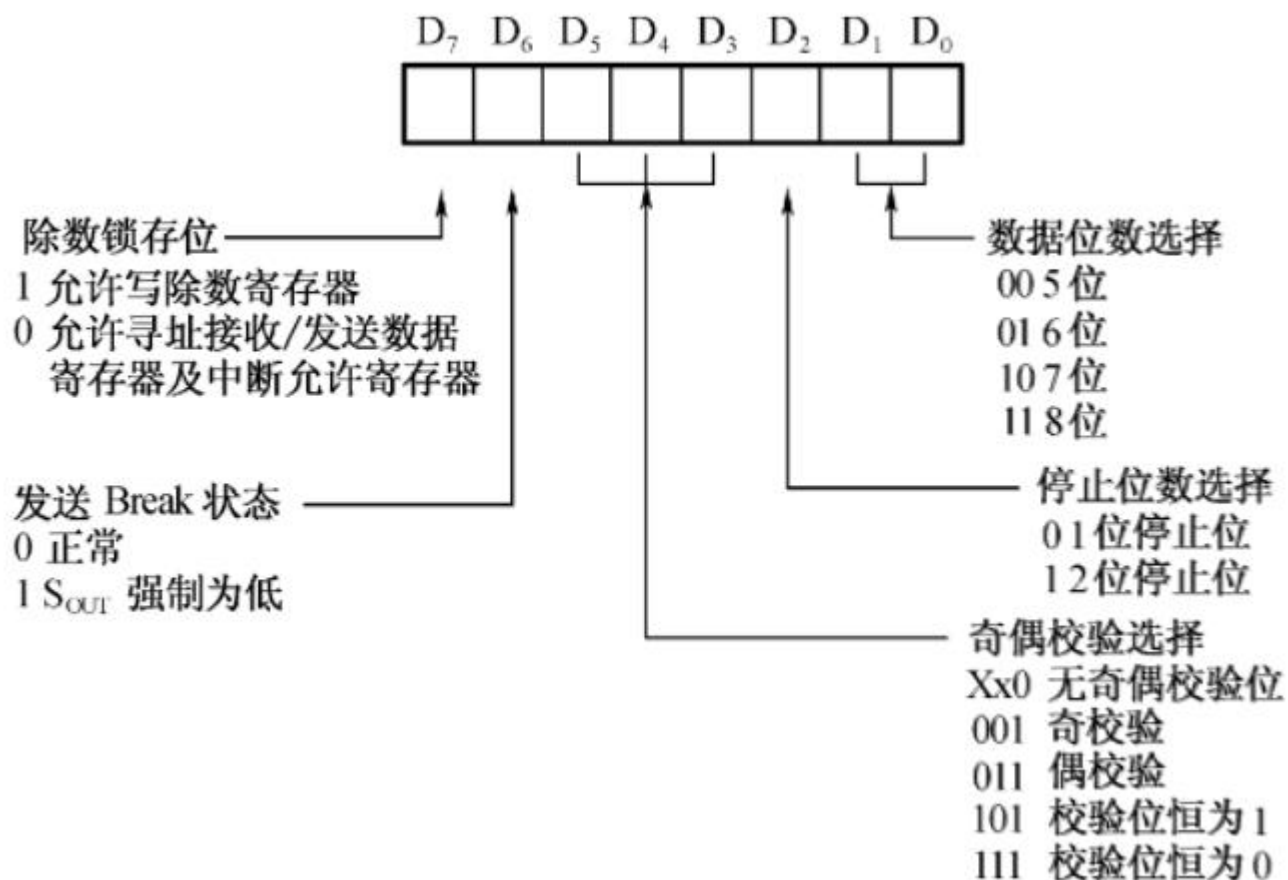 D₇ D₆ D₅ D₄ D₃ D₂ D₁ D₀
除数锁存位
1 允许写除数寄存器
0 允许寻址接收/发送数据
寄存器及中断允许寄存器
发送 Break 状态
0 正常
1 S_OUT 强制为低
数据位数选择
00 5位
01 6位
10 7位
11 8位
停止位数选择
0 1位停止位
1 2位停止位
奇偶校验选择
Xx0 无奇偶校验位
001 奇校验
011 偶校验
101 校验位恒为1
111 校验位恒为0